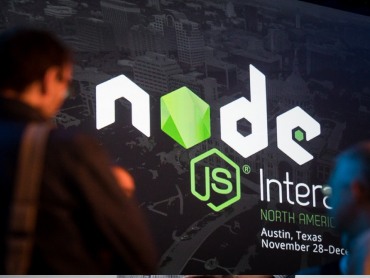 node
JS®
Intera
NORTH AMERIC
Austin, Texas
November 28–Dec